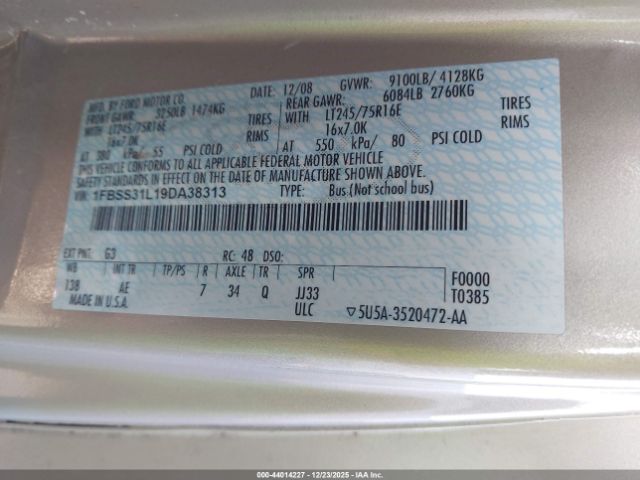 MFD. BY FORD MOTOR CO.
DATE: 12/08 GVWR: 9100LB/ 4128KG
FRONT GAWR: 3250LB 1474KG
REAR GAWR: 6084LB 2760KG
WITH LT245/75R16E TIRES
WITH LT245/75R16E TIRES
16x7.0K RIMS
16x7.0K RIMS
AT 380 kPa/ 55 PSI COLD
AT 550 kPa/ 80 PSI COLD
THIS VEHICLE CONFORMS TO ALL APPLICABLE FEDERAL MOTOR VEHICLE
SAFETY STANDARDS IN EFFECT ON THE DATE OF MANUFACTURE SHOWN ABOVE.
VIN: 1FBSS31L19DA38313 TYPE: Bus(Not school bus)
EXT PNT: G3 RC: 48 DSO:
WB INT TR TP/PS R AXLE TR SPR
F0000
138 AE 7 34 Q JJ33
T0385
MADE IN U.S.A. ULC ▽5U5A-3520472-AA
000-44014227 - 12/23/2025 - IAA Inc.